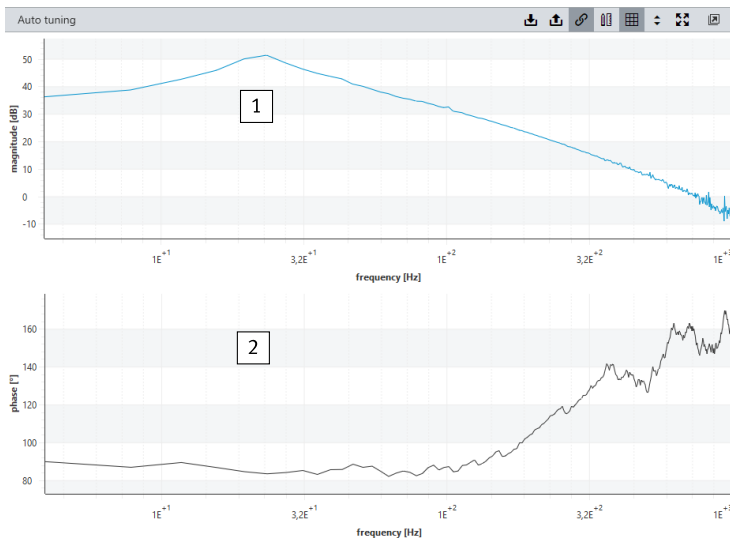 Auto tuning
50
40
30
20
10
0
-10
magnitude [dB]
1
1E+1
3,2E+1
1E+2
3,2E+2
1E+3
frequency [Hz]
160
140
120
100
80
phase [°]
2
1E+1
3,2E+1
1E+2
3,2E+2
1E+3
frequency [Hz]